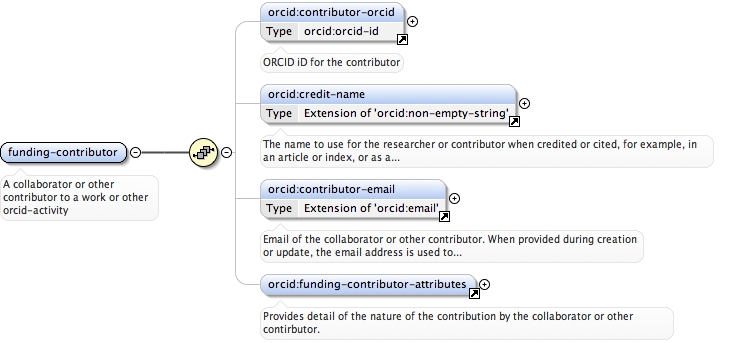 orcid:contributor-orcid
Type orcid:orcid-id
ORCID iD for the contributor
orcid:credit-name
Type Extension of 'orcid:non-empty-string'
The name to use for the researcher or contributor when credited or cited, for example, in
an article or index, or as a...
funding-contributor
A collaborator or other
contributor to a work or other
orcid-activity
orcid:contributor-email
Type Extension of 'orcid:email'
Email of the collaborator or other contributor. When provided during creation
or update, the email address is used to...
orcid:funding-contributor-attributes
Provides detail of the nature of the contribution by the collaborator or other
contirbutor.